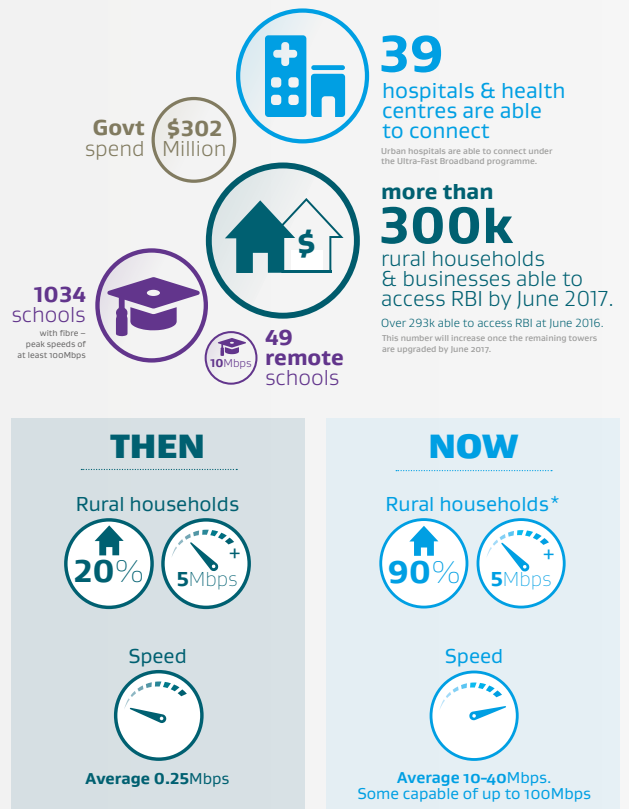 39
hospitals & health
centres are able
to connect
Urban hospitals are able to connect under
the Ultra-Fast Broadband programme.
Govt
spend
$302
Million
more than
300k
rural households
& businesses able to
access RBI by June 2017.
Over 293k able to access RBI at June 2016.
This number will increase once the remaining towers
are upgraded by June 2017.
$
1034
schools
with fibre –
peak speeds of
at least 100Mbps
10Mbps
49
remote
schools
THEN
Rural households
20%
+
5Mbps
Speed
Average 0.25Mbps
NOW
Rural households*
90%
+
5Mbps
Speed
Average 10-40Mbps.
Some capable of up to 100Mbps